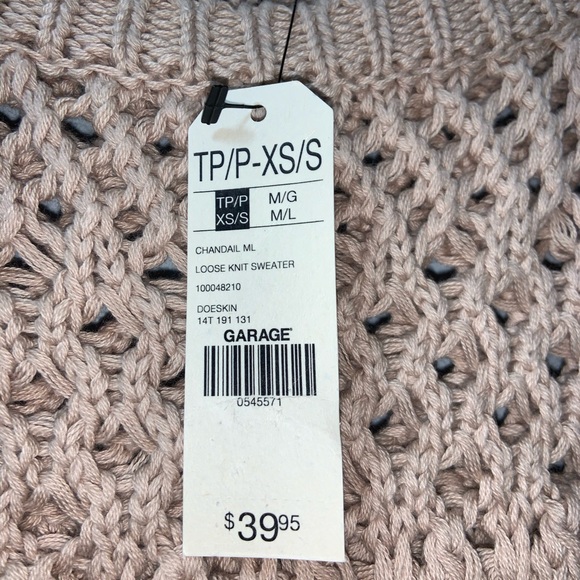 TP/P-XS/S
TP/P M/G
XS/S M/L
CHANDAIL ML
LOOSE KNIT SWEATER
100048210
DOESKIN
14T 191 131
GARAGE
0545571
$39.95